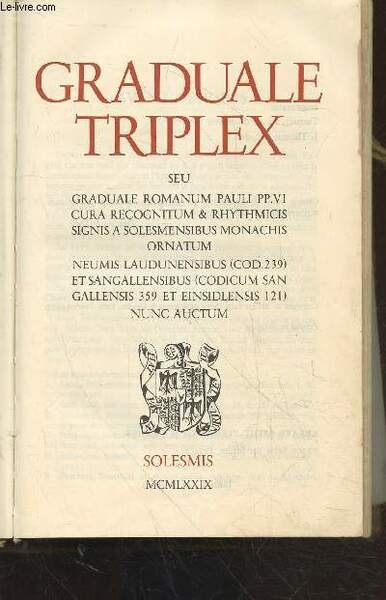 Le-livre.com
GRADUALE
TRIPLEX
SEU
GRADUALE ROMANUM PAULI PP.VI
CURA RECOGNITUM & RHYTHMICIS
SIGNIS A SOLESMENSIBUS MONACHIS
ORNATUM
NEUMIS LAUDUNENSIBUS (COD.239)
ET SANGALLENSIBUS (CODICUM SAN
GALLENSIS 359 ET EINSIDLENSIS 121)
NUNC AUCTUM
SOLESMIS
MCMLXXIX